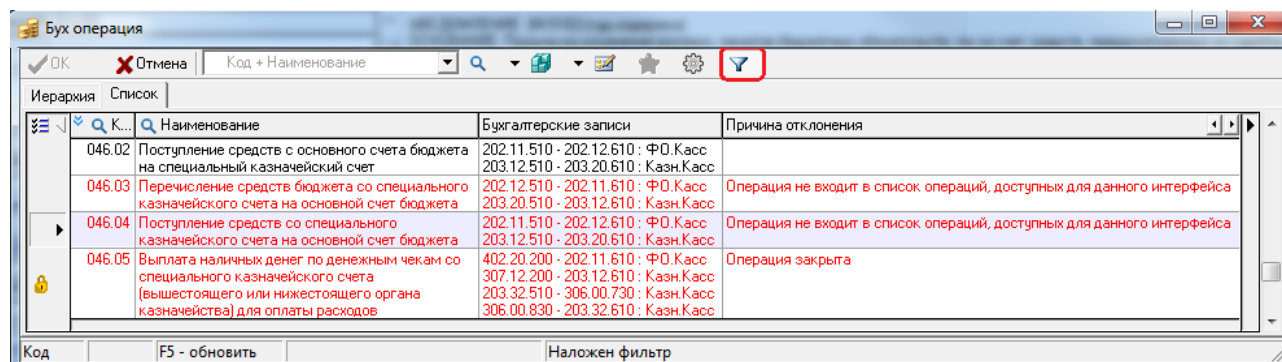 Бух операция
OK Отмена Код + Наименование
Иерархия Список
К... Наименование Бухгалтерские записи Причина отклонения
046.02 Поступление средств с основного счета бюджета 202.11.510 - 202.12.610 : ФО.Касс
на специальный казначейский счет 203.12.510 - 203.20.610 : Казн.Касс
046.03 Перечисление средств бюджета со специального 202.12.510 - 202.11.610 : ФО.Касс Операция не входит в список операций, доступных для данного интерфейса
казначейского счета на основной счет бюджета 203.20.510 - 203.12.610 : Казн.Касс
046.04 Поступление средств со специального 202.11.510 - 202.12.610 : ФО.Касс Операция не входит в список операций, доступных для данного интерфейса
казначейского счета на основной счет бюджета 203.12.510 - 203.20.610 : Казн.Касс
046.05 Выплата наличных денег по денежным чекам со 402.20.200 - 202.11.610 : ФО.Касс Операция закрыта
специального казначейского счета 307.12.200 - 203.12.610 : Казн.Касс
(вышестоящего или нижестоящего органа 203.32.510 - 306.00.730 : Казн.Касс
казначейства) для оплаты расходов 306.00.830 - 203.32.610 : Казн.Касс
Код F5 - обновить Наложен фильтр